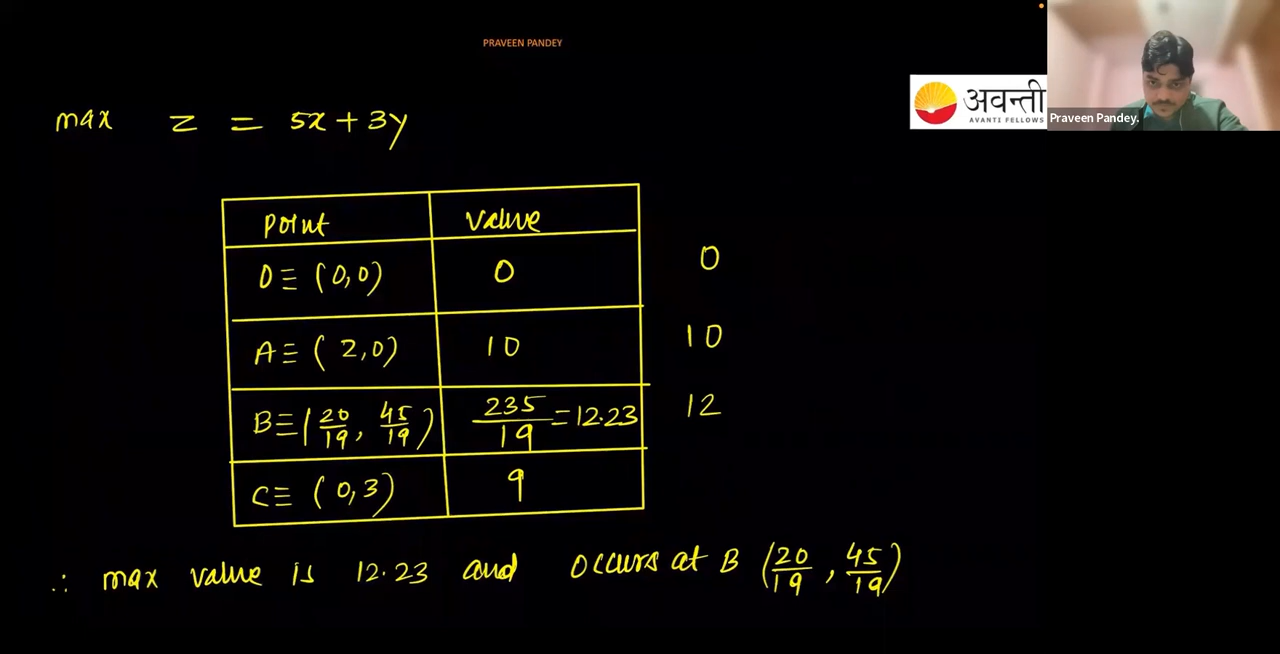 PRAVEEN PANDEY
अवन्ती
AVANTI FELLOWS
Praveen Pandey.
max z = 5x + 3y
Point Value
O ≡ (0,0) 0 0
A ≡ (2,0) 10 10
B ≡ (20/19, 45/19) 235/19 = 12.23 12
C ≡ (0,3) 9
∴ max value is 12.23 and occurs at B (20/19, 45/19)